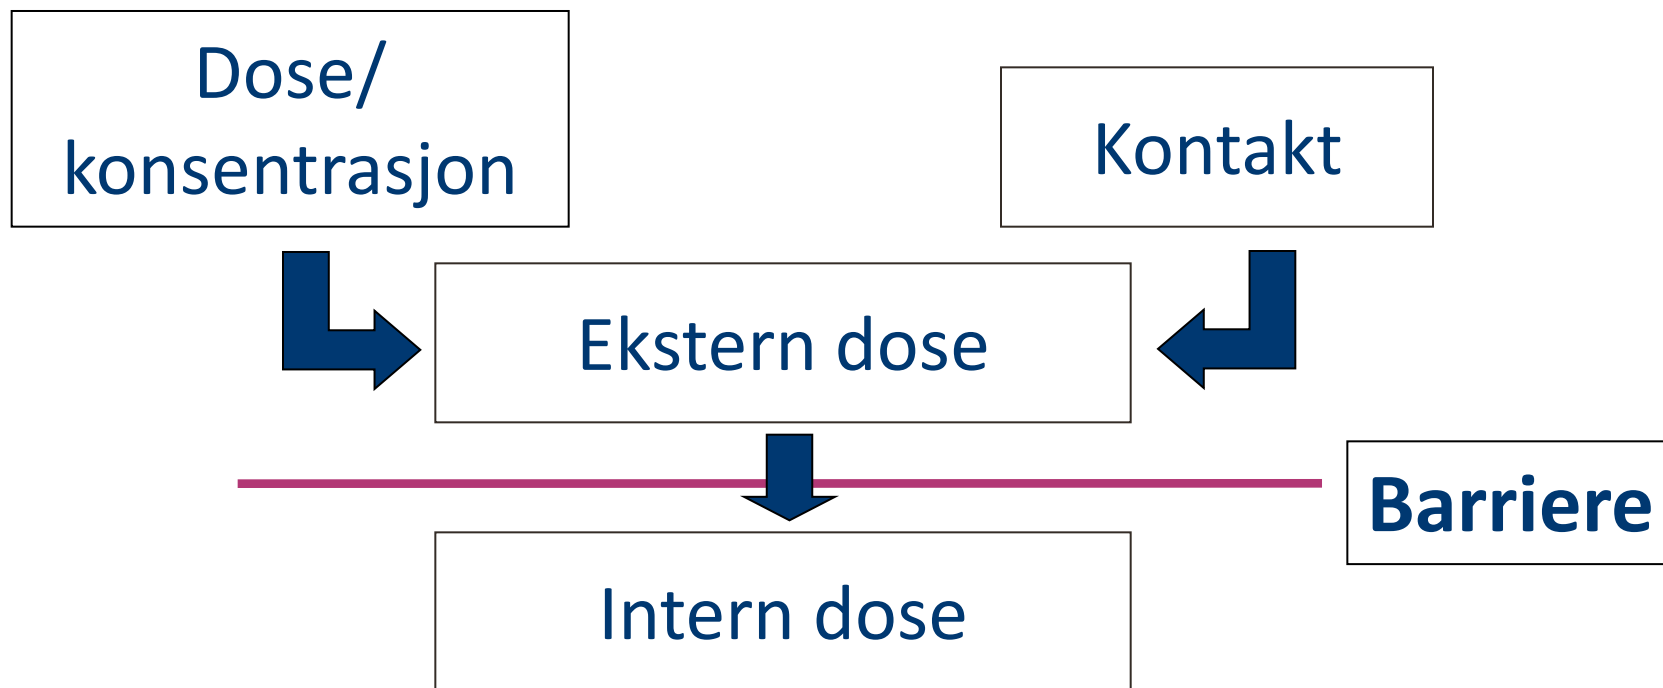 Dose/
konsentrasjon
Kontakt
Ekstern dose
Barriere
Intern dose